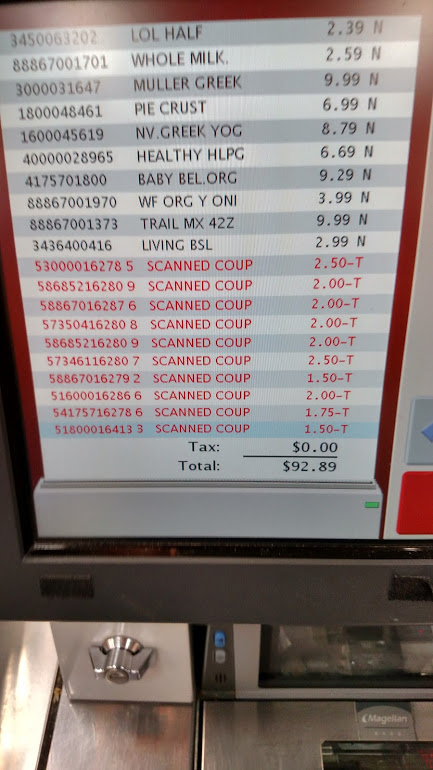 3450063202 LOL HALF 2.39 N
88867001701 WHOLE MILK. 2.59 N
3000031647 MULLER GREEK 9.99 N
1800048461 PIE CRUST 6.99 N
1600045619 NV.GREEK YOG 8.79 N
40000028965 HEALTHY HLPG 6.69 N
4175701800 BABY BEL.ORG 9.29 N
88867001970 WF ORG Y ONI 3.99 N
88867001373 TRAIL MX 42Z 9.99 N
3436400416 LIVING BSL 2.99 N
53000016278 5 SCANNED COUP 2.50-T
58685216280 9 SCANNED COUP 2.00-T
58867016287 6 SCANNED COUP 2.00-T
57350416280 8 SCANNED COUP 2.00-T
58685216280 9 SCANNED COUP 2.00-T
57346116280 7 SCANNED COUP 2.50-T
58867016279 2 SCANNED COUP 1.50-T
51600016286 6 SCANNED COUP 2.00-T
54175716278 6 SCANNED COUP 1.75-T
51800016413 3 SCANNED COUP 1.50-T
Tax: $0.00
Total: $92.89
Magellan